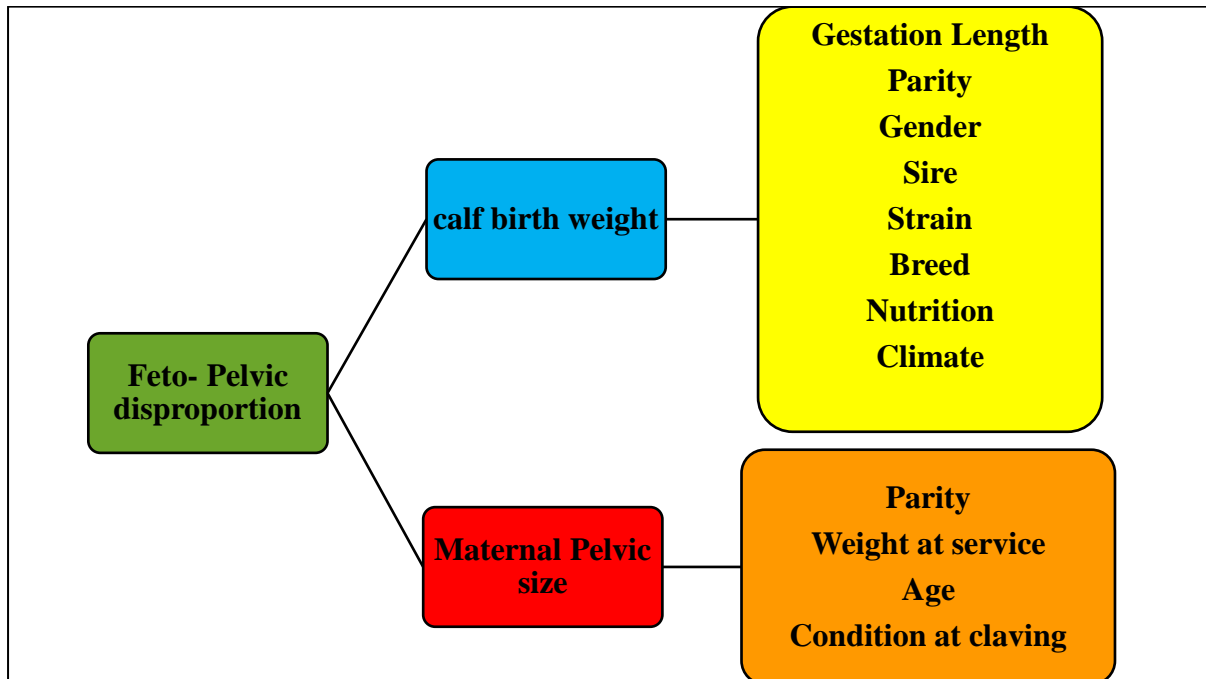 Feto- Pelvic
disproportion
calf birth weight
Gestation Length
Parity
Gender
Sire
Strain
Breed
Nutrition
Climate
Maternal Pelvic
size
Parity
Weight at service
Age
Condition at claving